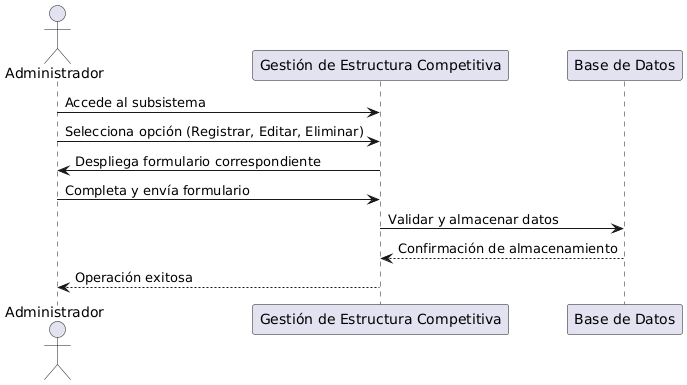 Administrador
Gestión de Estructura Competitiva
Base de Datos
Accede al subsistema
Selecciona opción (Registrar, Editar, Eliminar)
Despliega formulario correspondiente
Completa y envía formulario
Validar y almacenar datos
Confirmación de almacenamiento
Operación exitosa
Administrador
Gestión de Estructura Competitiva
Base de Datos